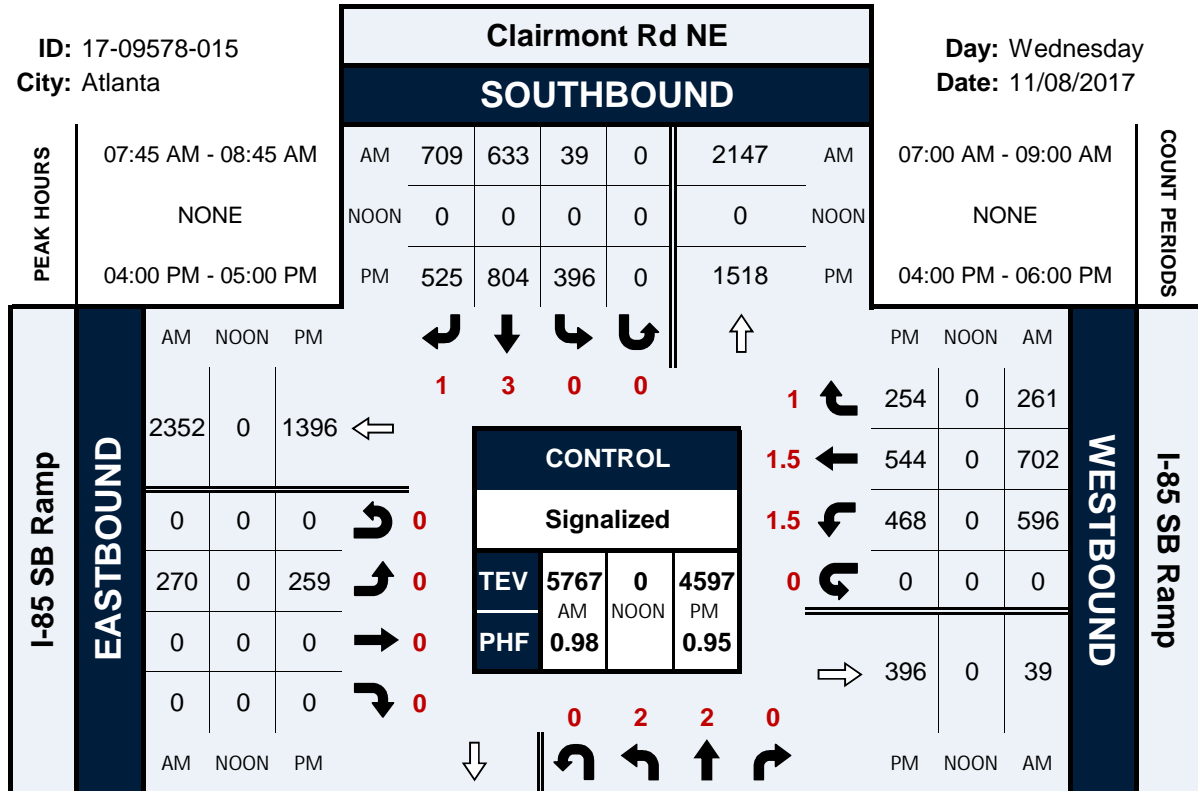 ID: 17-09578-015
City: Atlanta
Clairmont Rd NE
SOUTHBOUND
Day: Wednesday
Date: 11/08/2017
PEAK HOURS
07:45 AM - 08:45 AM
NONE
04:00 PM - 05:00 PM
AM 709 633 39 0 2147 AM
NOON 0 0 0 0 0 NOON
PM 525 804 396 0 1518 PM
07:00 AM - 09:00 AM
NONE
04:00 PM - 06:00 PM
COUNT PERIODS
1 3 0 0
I-85 SB Ramp
EASTBOUND
AM NOON PM
2352 0 1396
0 0 0 0
270 0 259 0
0 0 0 0
0 0 0 0
AM NOON PM
CONTROL
Signalized
TEV 5767 0 4597
AM NOON PM
PHF 0.98 0.95
PM NOON AM
1 254 0 261
1.5 544 0 702
1.5 468 0 596
0 0 0 0
396 0 39
PM NOON AM
WESTBOUND
I-85 SB Ramp
0 2 2 0